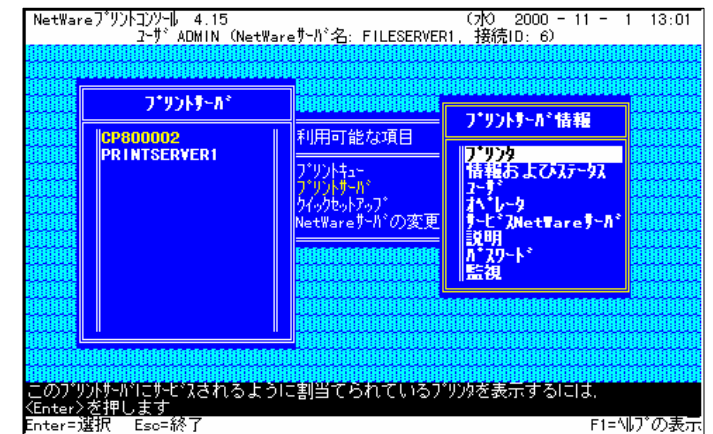 NetWareプリントコンソール 4.15 (水) 2000 - 11 - 1 13:01
ユーザ ADMIN (NetWareサーバ名: FILESERVER1, 接続ID: 6)
プリントサーバ
CP800002
PRINTSERVER1
利用可能な項目
プリントキュー
プリントサーバ
クイックセットアップ
NetWareサーバの変更
プリントサーバ情報
プリンタ
情報およびステータス
ユーザ
オペレータ
サービスNetWareサーバ
説明
パスワード
監視
このプリントサーバにサービスされるように割当てられているプリンタを表示するには,
<Enter>を押します
Enter=選択 Esc=終了 F1=ヘルプの表示